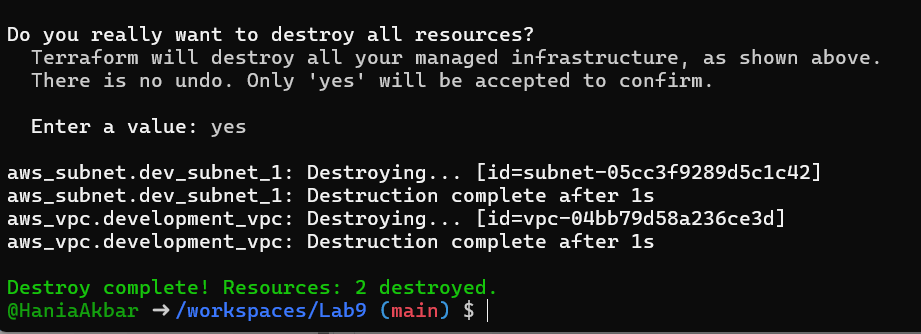 Do you really want to destroy all resources?
Terraform will destroy all your managed infrastructure, as shown above.
There is no undo. Only 'yes' will be accepted to confirm.
Enter a value: yes
aws_subnet.dev_subnet_1: Destroying... [id=subnet-05cc3f9289d5c1c42]
aws_subnet.dev_subnet_1: Destruction complete after 1s
aws_vpc.development_vpc: Destroying... [id=vpc-04bb79d58a236ce3d]
aws_vpc.development_vpc: Destruction complete after 1s
Destroy complete! Resources: 2 destroyed.
@HaniaAkbar ➜ /workspaces/Lab9 (main) $